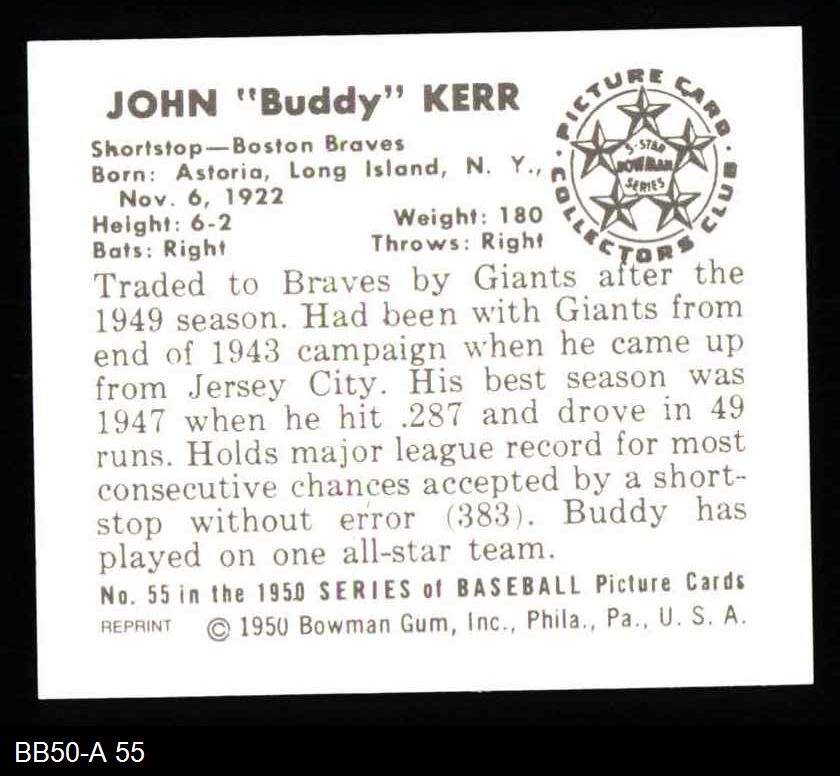 JOHN "Buddy" KERR
Shortstop—Boston Braves
Born: Astoria, Long Island, N. Y.,
Nov. 6, 1922
Height: 6-2 Weight: 180
Bats: Right Throws: Right
PICTURE CARD COLLECTORS CLUB
5-STAR
BOWMAN
SERIES
Traded to Braves by Giants after the
1949 season. Had been with Giants from
end of 1943 campaign when he came up
from Jersey City. His best season was
1947 when he hit .287 and drove in 49
runs. Holds major league record for most
consecutive chances accepted by a short-
stop without error (383). Buddy has
played on one all-star team.
No. 55 in the 1950 SERIES of BASEBALL Picture Cards
REPRINT © 1950 Bowman Gum, Inc., Phila., Pa., U. S. A.
BB50-A 55